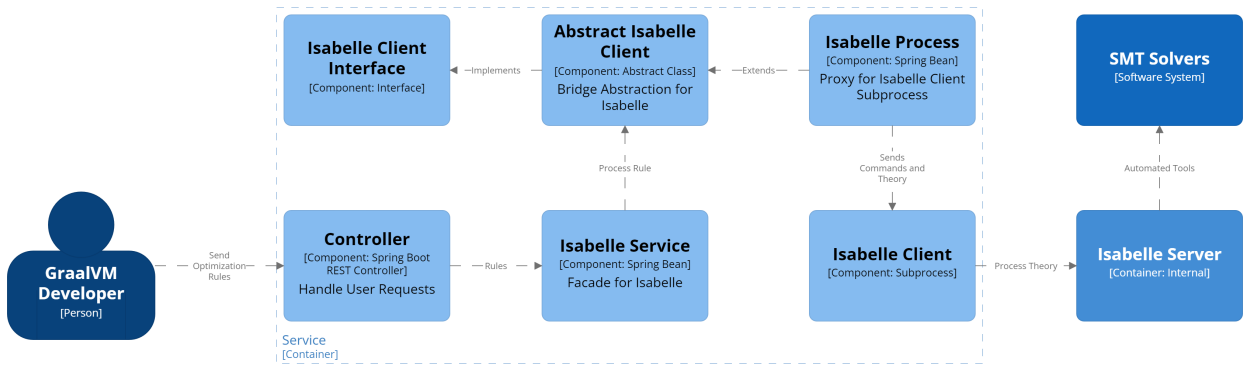 Isabelle Client
Interface
[Component: Interface]
Implements
Abstract Isabelle
Client
[Component: Abstract Class]
Bridge Abstraction for
Isabelle
Extends
Isabelle Process
[Component: Spring Bean]
Proxy for Isabelle Client
Subprocess
SMT Solvers
[Software System]
Process Rule
Sends
Commands and
Theory
Automated Tools
GraalVM
Developer
[Person]
Send
Optimization
Rules
Controller
[Component: Spring Boot
REST Controller]
Handle User Requests
Rules
Isabelle Service
[Component: Spring Bean]
Facade for Isabelle
Isabelle Client
[Component: Subprocess]
Process Theory
Isabelle Server
[Container: Internal]
Service
[Container]